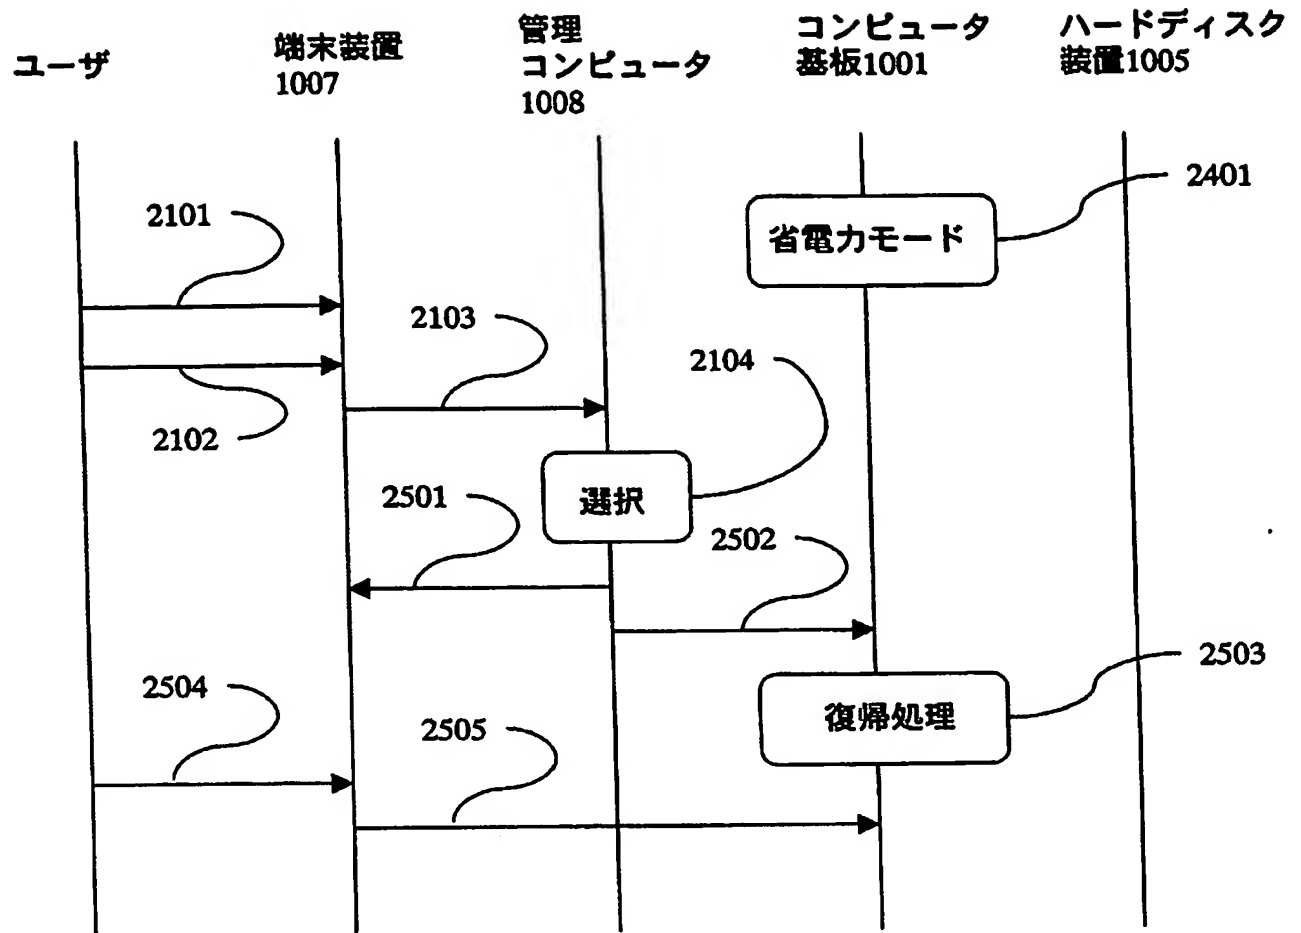 ユーザ
端末装置
1007
管理
コンピュータ
1008
コンピュータ
基板1001
ハードディスク
装置1005
2401
省電力モード
2101
2103
2104
2102
選択
2501
2502
2503
復帰処理
2504
2505